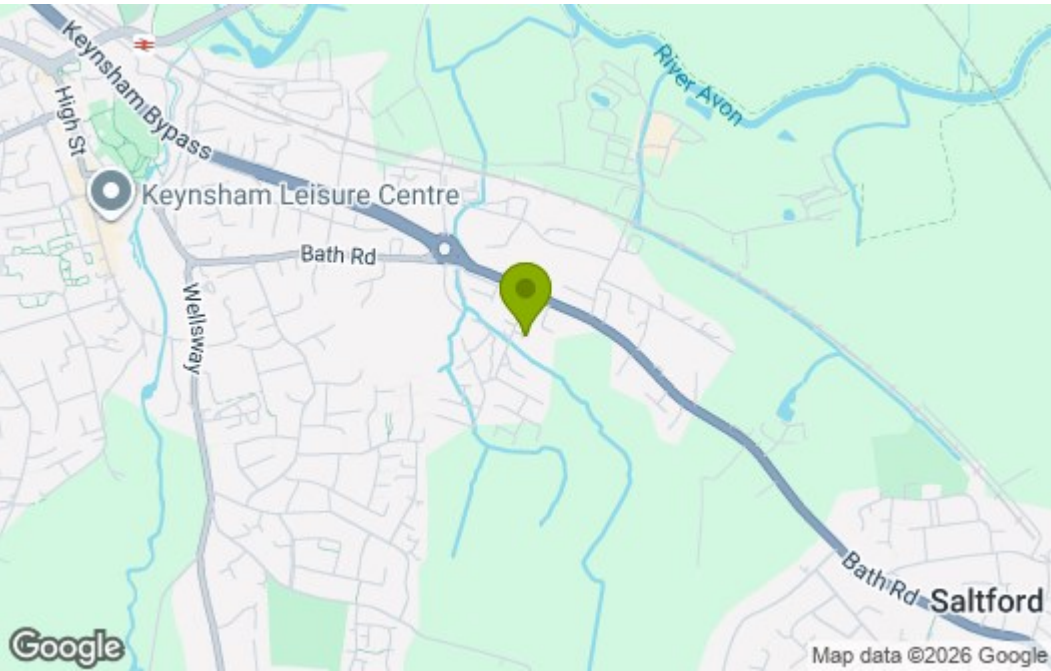 Keynsham Bypass
High St
River Avon
Keynsham Leisure Centre
Bath Rd
Wellsway
Bath Rd
Saltford
Google
Map data ©2026 Google